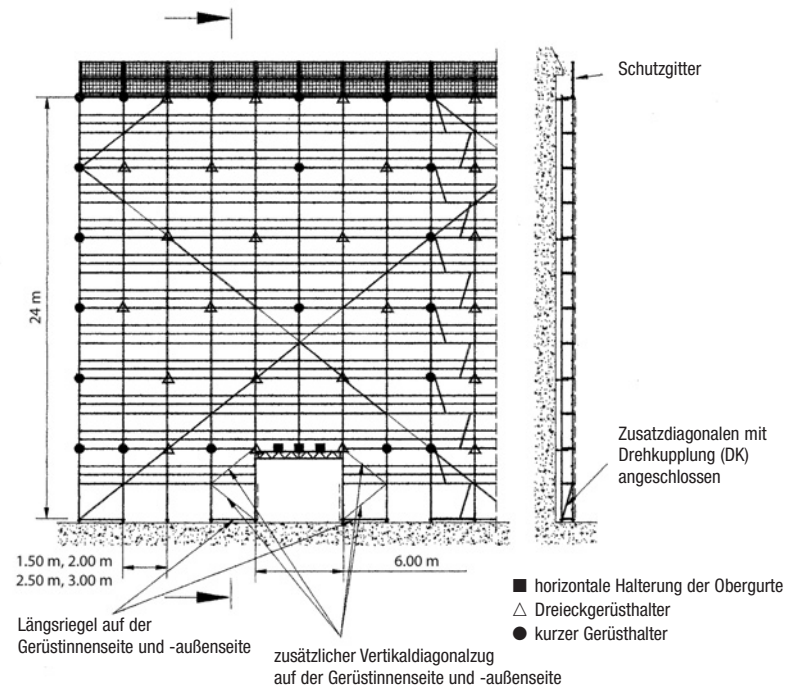 Schutzgitter
24 m
Zusatzdiagonalen mit
Drehkupplung (DK)
angeschlossen
1.50 m, 2.00 m
2.50 m, 3.00 m
6.00 m
■ horizontale Halterung der Obergurte
△ Dreieckgerüsthalter
● kurzer Gerüsthalter
Längsriegel auf der
Gerüstinnenseite und -außenseite
zusätzlicher Vertikaldiagonalzug
auf der Gerüstinnenseite und -außenseite